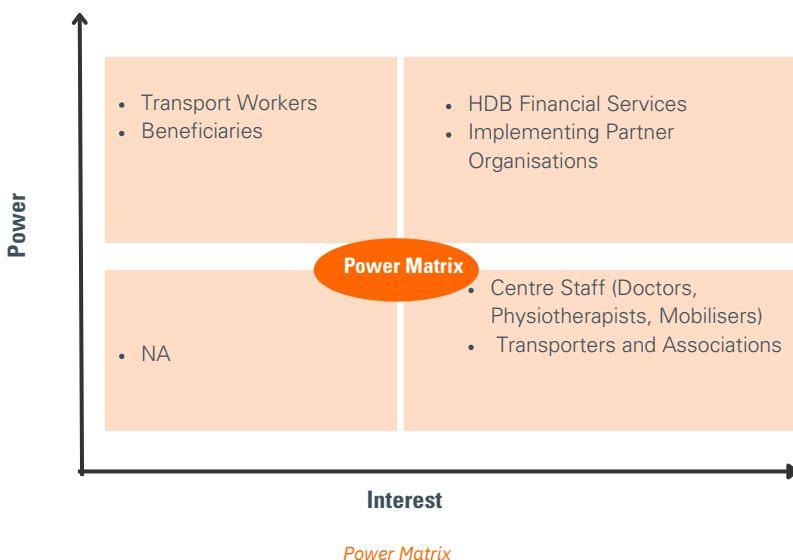 • Transport Workers
• Beneficiaries
• HDB Financial Services
• Implementing Partner
Organisations
Power
Power Matrix
• Centre Staff (Doctors,
Physiotherapists, Mobilisers)
• Transporters and Associations
• NA
Interest
Power Matrix